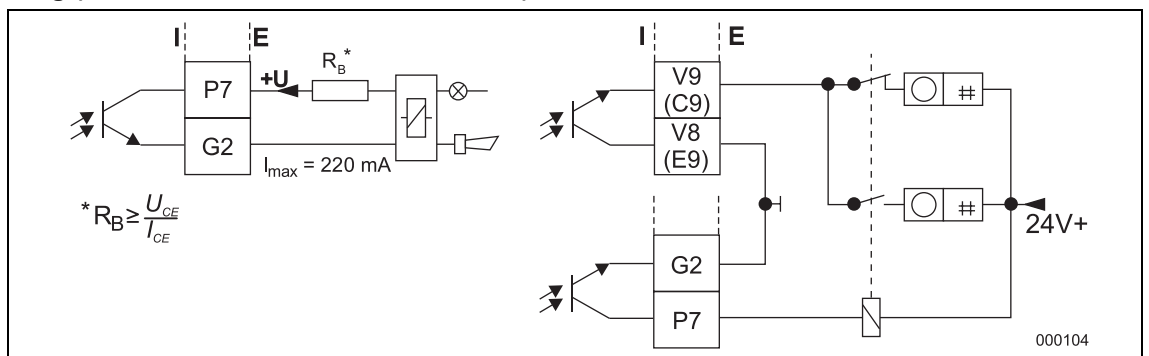 I E
P7
G2
+U
R_B*
I_max = 220 mA
*R_B ≥ U_CE / I_CE
I E
V9
(C9)
V8
(E9)
G2
P7
24V+
000104